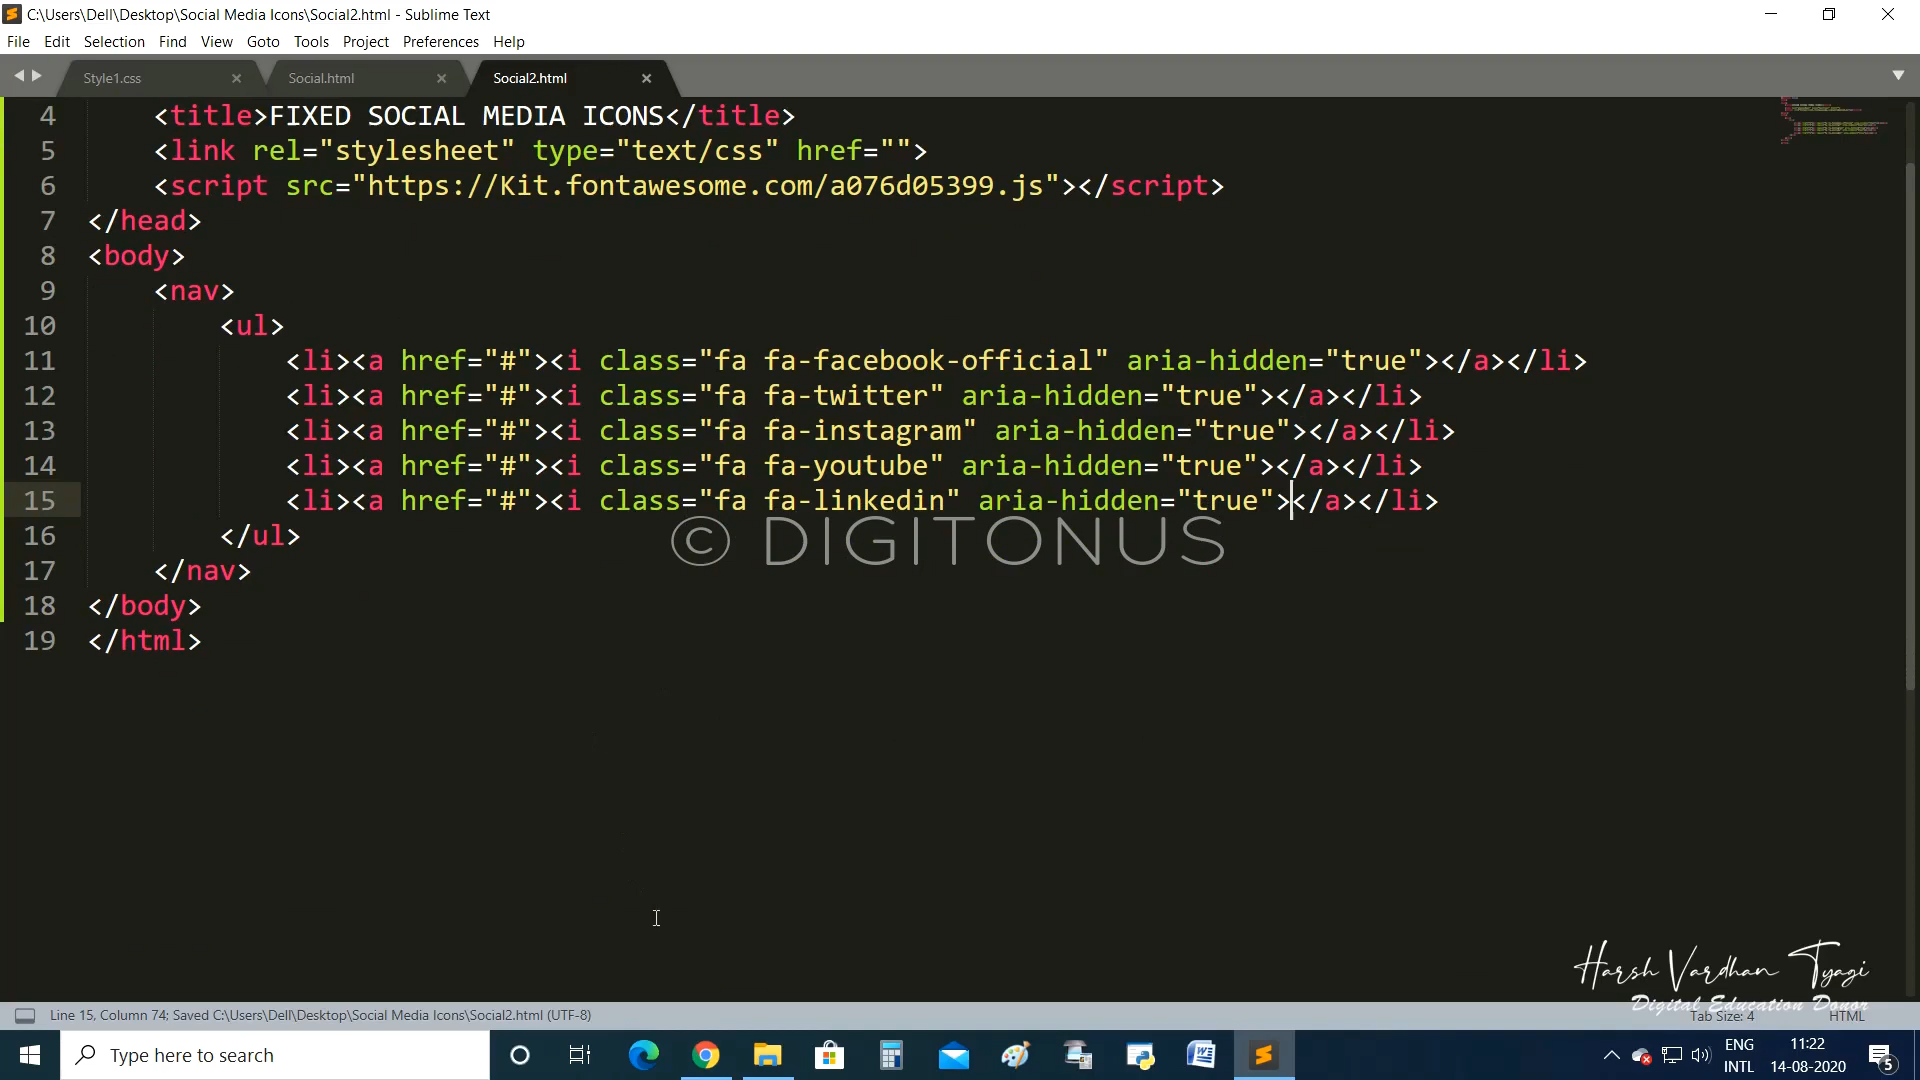 C:\Users\Dell\Desktop\Social Media Icons\Social2.html - Sublime Text
File Edit Selection Find View Goto Tools Project Preferences Help
Style1.css × Social.html × Social2.html ×
4 <title>FIXED SOCIAL MEDIA ICONS</title>
5 <link rel="stylesheet" type="text/css" href="">
6 <script src="https://Kit.fontawesome.com/a076d05399.js"></script>
7 </head>
8 <body>
9 <nav>
10 <ul>
11 <li><a href="#"><i class="fa fa-facebook-official" aria-hidden="true"></a></li>
12 <li><a href="#"><i class="fa fa-twitter" aria-hidden="true"></a></li>
13 <li><a href="#"><i class="fa fa-instagram" aria-hidden="true"></a></li>
14 <li><a href="#"><i class="fa fa-youtube" aria-hidden="true"></a></li>
15 <li><a href="#"><i class="fa fa-linkedin" aria-hidden="true"></a></li>
16 </ul>
© DIGITONUS
17 </nav>
18 </body>
19 </html>
Harsh Vardhan Tyagi
Digital Education Donor
Line 15, Column 74; Saved C:\Users\Dell\Desktop\Social Media Icons\Social2.html (UTF-8) Tab Size: 4 HTML
Type here to search
ENG
INTL
11:22
14-08-2020
5